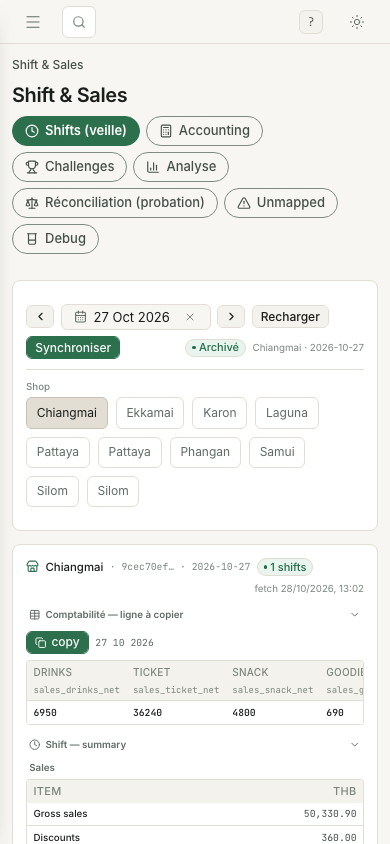 ?
Shift & Sales
Shift & Sales
Shifts (veille)
Accounting
Challenges
Analyse
Réconciliation (probation)
Unmapped
Debug
27 Oct 2026
Recharger
Synchroniser
• Archivé
Chiangmai · 2026-10-27
Shop
Chiangmai
Ekkamai
Karon
Laguna
Pattaya
Pattaya
Phangan
Samui
Silom
Silom
Chiangmai · 9cec70ef… · 2026-10-27 • 1 shifts
fetch 28/10/2026, 13:02
Comptabilité — ligne à copier
copy 27 10 2026
DRINKS TICKET SNACK GOODIE
sales_drinks_net sales_ticket_net sales_snack_net sales_g
6950 36240 4800 690
Shift — summary
Sales
ITEM THB
Gross sales 50,330.90
Discounts 360.00